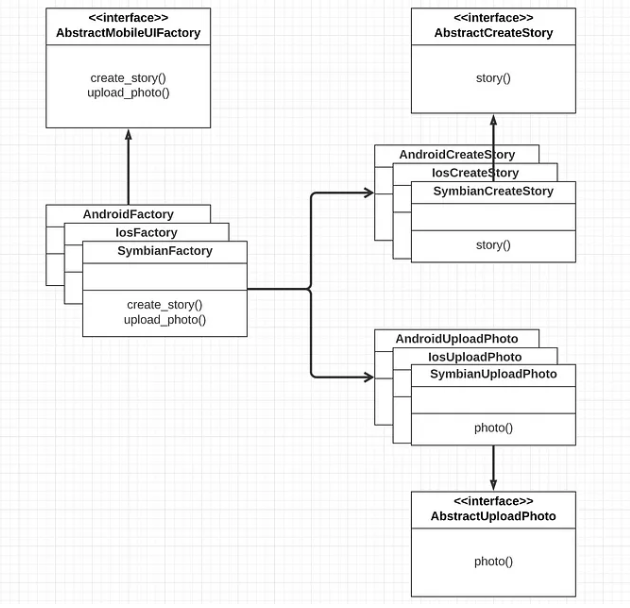 <<interface>>
AbstractMobileUIFactory
create_story()
upload_photo()
<<interface>>
AbstractCreateStory
story()
AndroidFactory
IosFactory
SymbianFactory
create_story()
upload_photo()
AndroidCreateStory
IosCreateStory
SymbianCreateStory
story()
AndroidUploadPhoto
IosUploadPhoto
SymbianUploadPhoto
photo()
<<interface>>
AbstractUploadPhoto
photo()